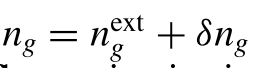 n_g = n_g^ext + δn_g